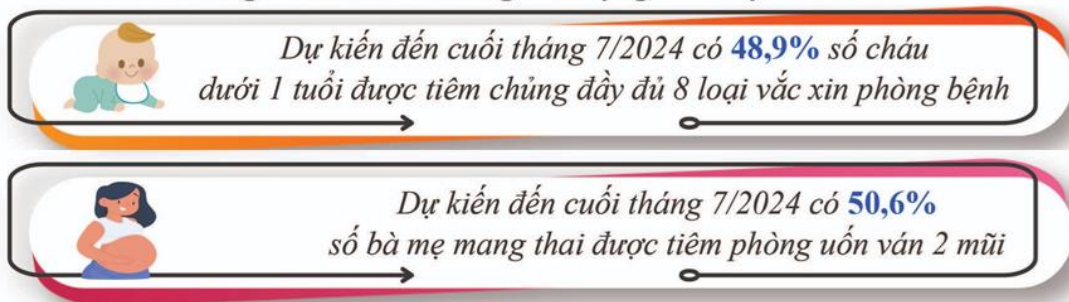 Dự kiến đến cuối tháng 7/2024 có 48,9% số cháu
dưới 1 tuổi được tiêm chủng đầy đủ 8 loại vắc xin phòng bệnh
Dự kiến đến cuối tháng 7/2024 có 50,6%
số bà mẹ mang thai được tiêm phòng uốn ván 2 mũi